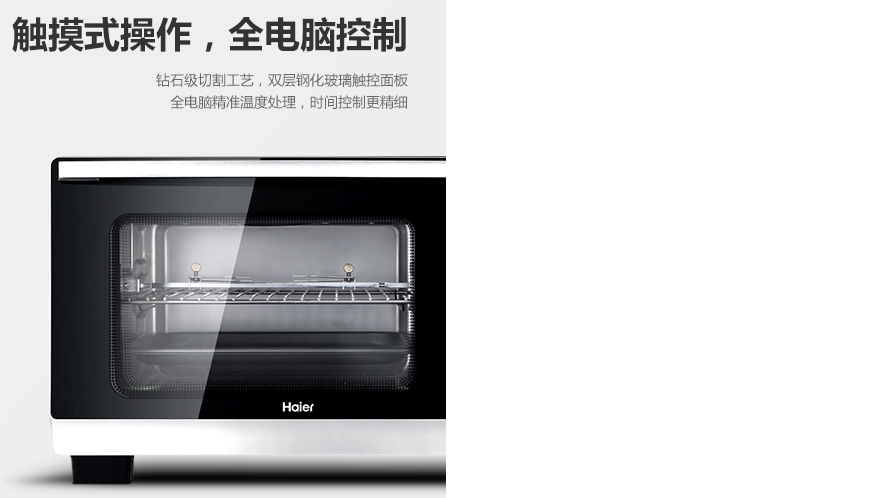 触摸式操作，全电脑控制
钻石级切割工艺，双层钢化玻璃触控面板
全电脑精准温度处理，时间控制更精细
Haier